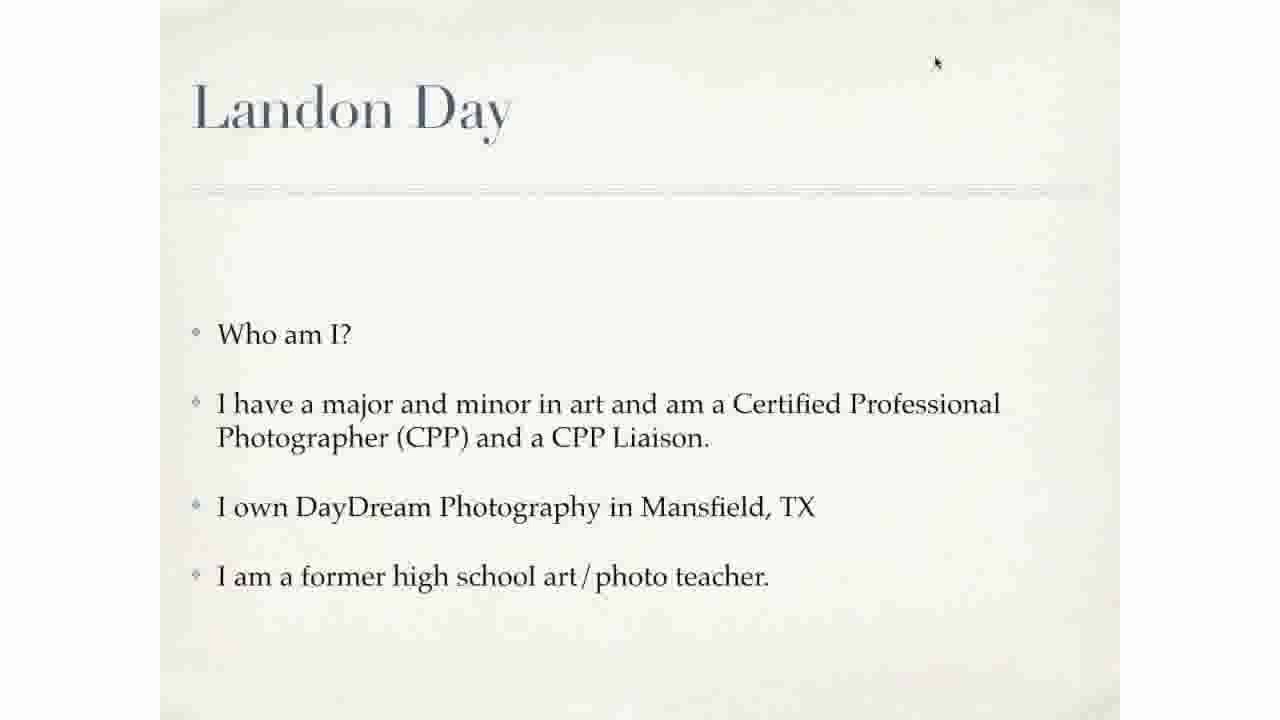 Landon Day
Who am I?
I have a major and minor in art and am a Certified Professional
Photographer (CPP) and a CPP Liaison.
I own DayDream Photography in Mansfield, TX
I am a former high school art/photo teacher.